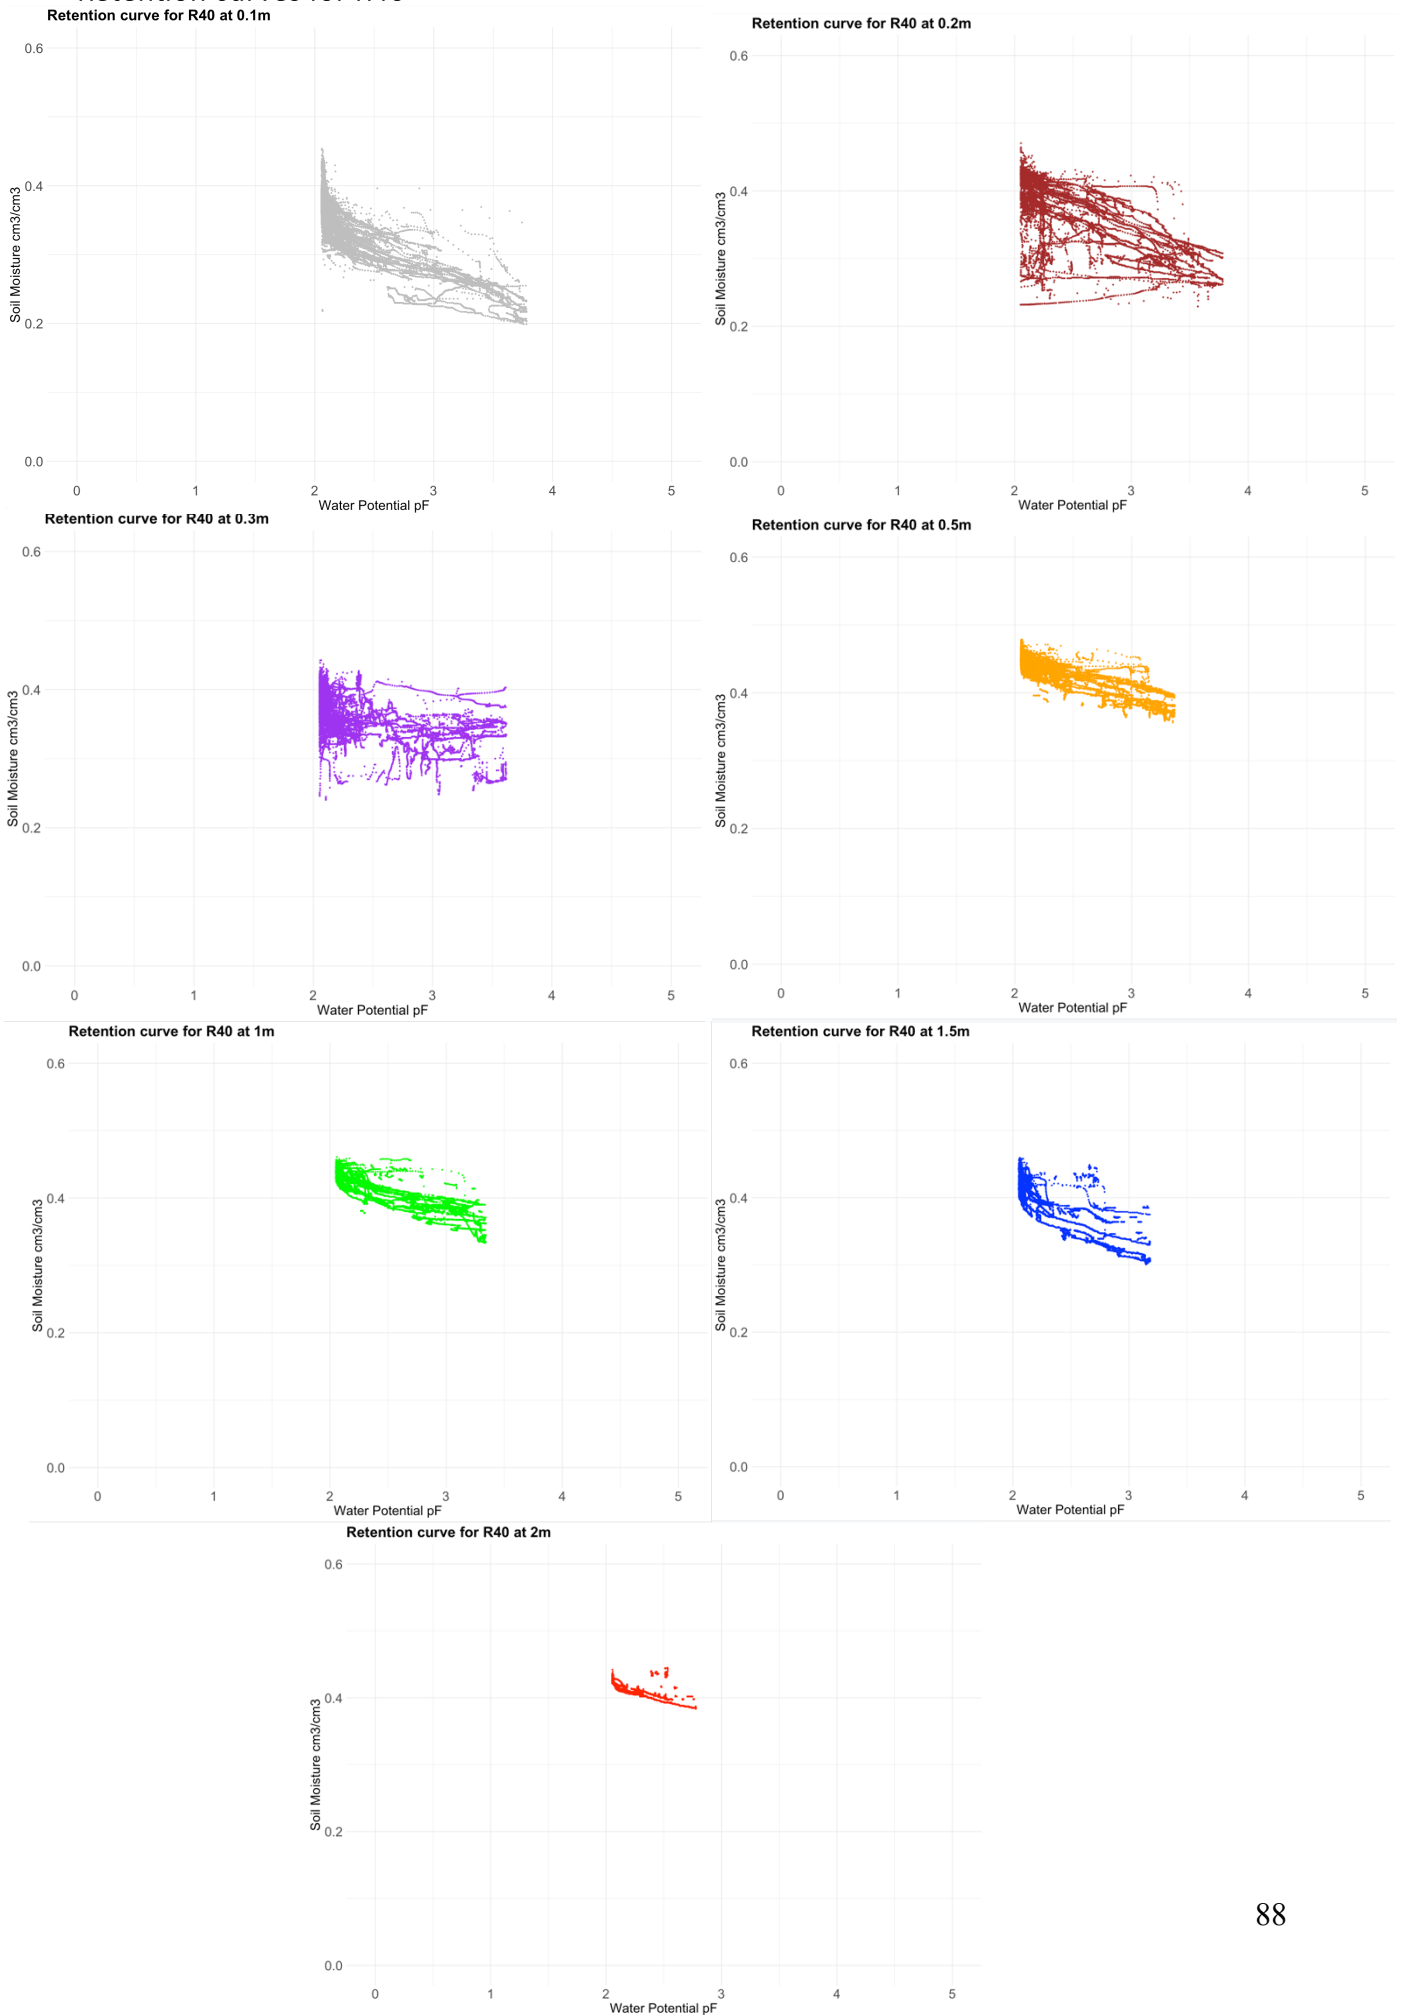 Retention curve for R40 at 0.1m
0.6
0.4
0.2
0.0
Soil Moisture cm3/cm3
0 1 2 3 4 5
Water Potential pF
Retention curve for R40 at 0.2m
0.6
0.4
0.2
0.0
Soil Moisture cm3/cm3
0 1 2 3 4 5
Water Potential pF
Retention curve for R40 at 0.3m
0.6
0.4
0.2
0.0
Soil Moisture cm3/cm3
0 1 2 3 4 5
Water Potential pF
Retention curve for R40 at 0.5m
0.6
0.4
0.2
0.0
Soil Moisture cm3/cm3
0 1 2 3 4 5
Water Potential pF
Retention curve for R40 at 1m
0.6
0.4
0.2
0.0
Soil Moisture cm3/cm3
0 1 2 3 4 5
Water Potential pF
Retention curve for R40 at 1.5m
0.6
0.4
0.2
0.0
Soil Moisture cm3/cm3
0 1 2 3 4 5
Water Potential pF
Retention curve for R40 at 2m
0.6
0.4
0.2
0.0
Soil Moisture cm3/cm3
0 1 2 3 4 5
Water Potential pF
88